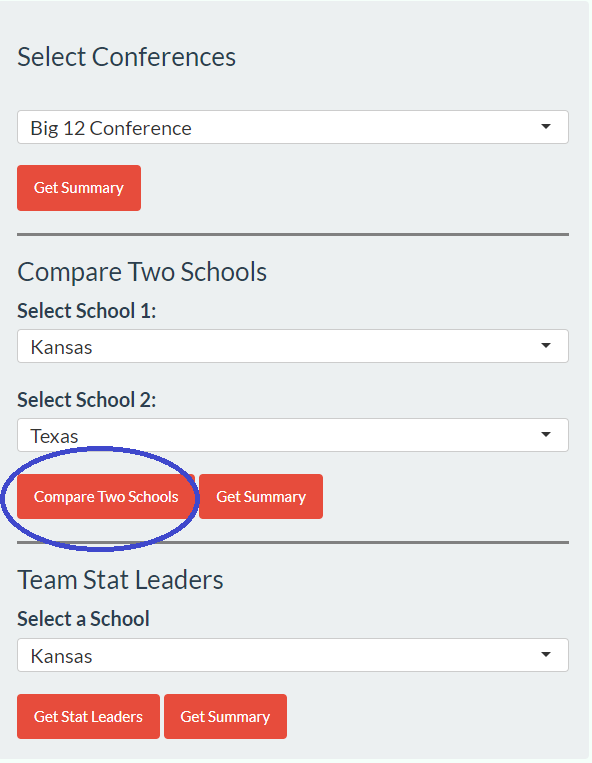 Select Conferences
Big 12 Conference
Get Summary
Compare Two Schools
Select School 1:
Kansas
Select School 2:
Texas
Compare Two Schools Get Summary
Team Stat Leaders
Select a School
Kansas
Get Stat Leaders Get Summary